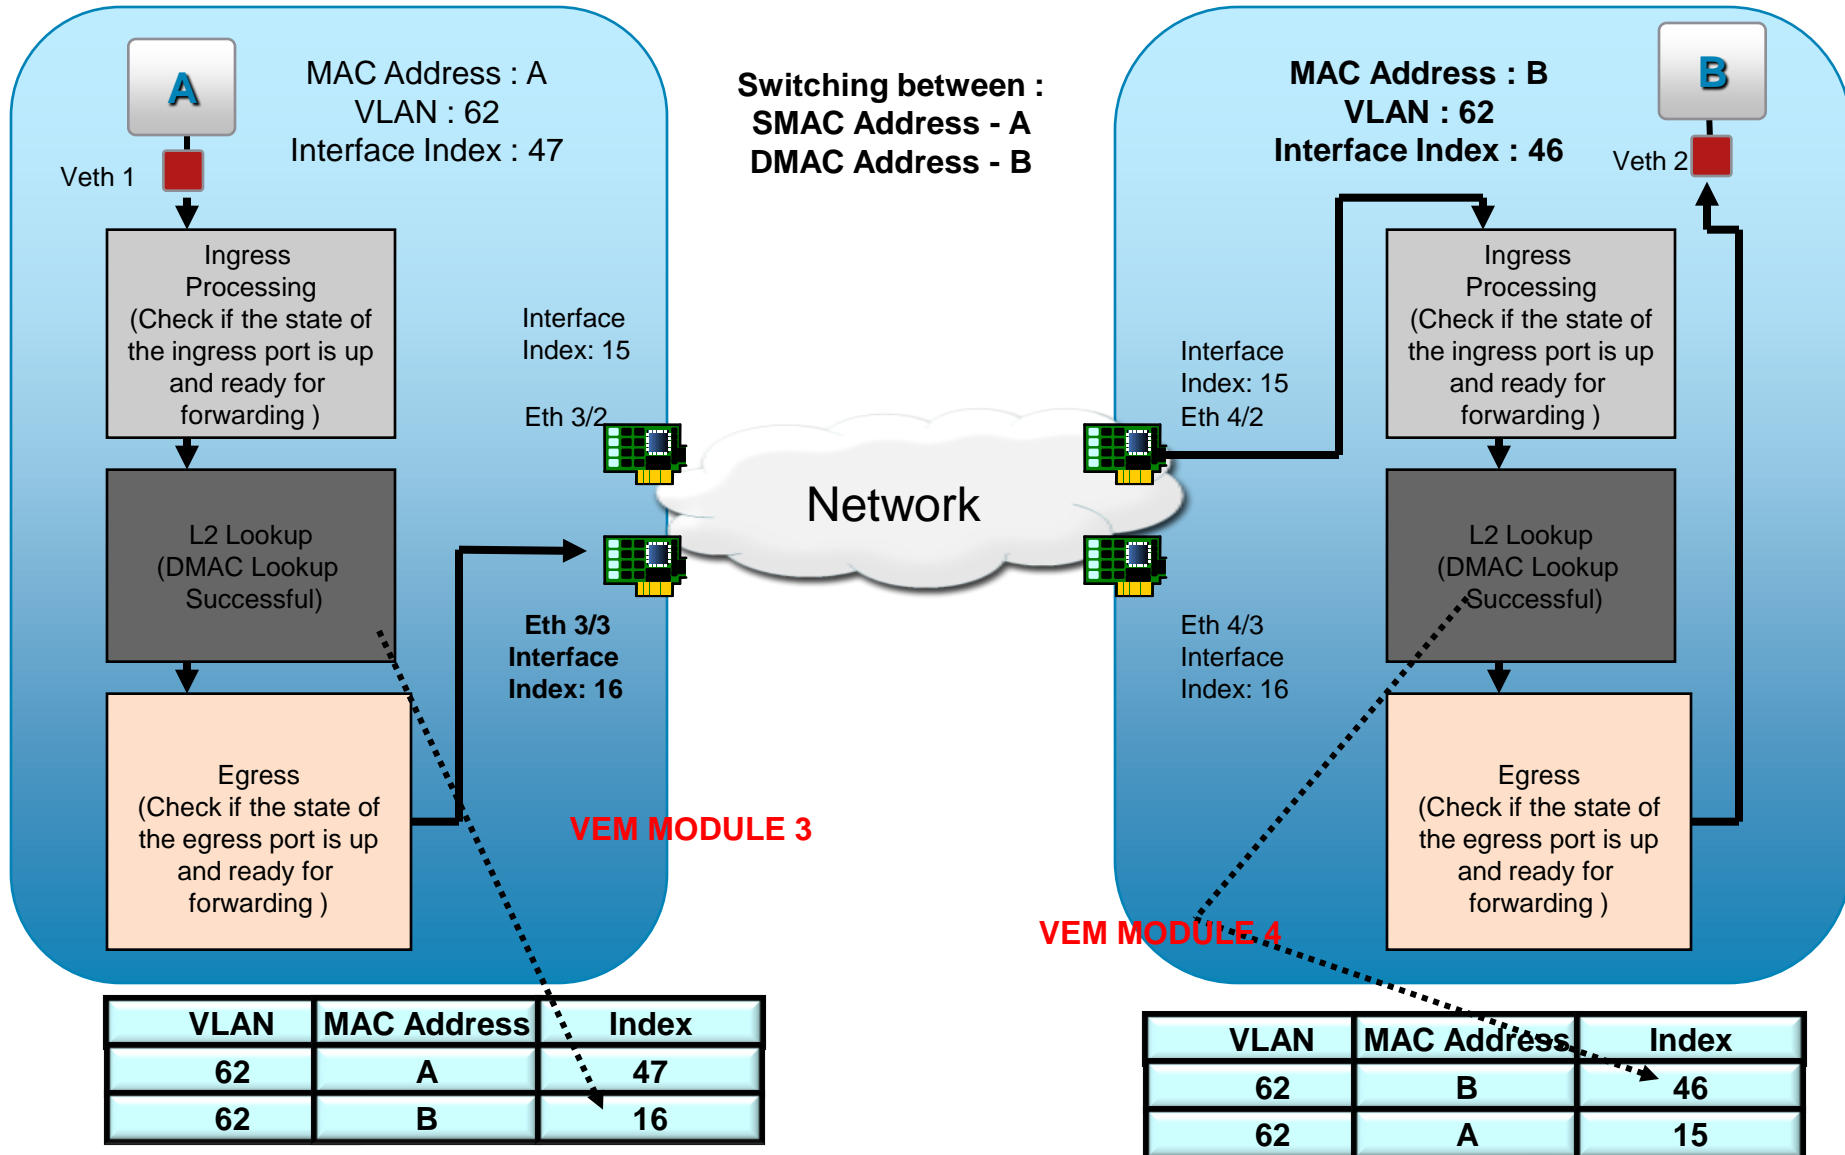 A
MAC Address : A
VLAN : 62
Interface Index : 47
Veth 1
Ingress
Processing
(Check if the state of
the ingress port is up
and ready for
forwarding )
L2 Lookup
(DMAC Lookup
Successful)
Egress
(Check if the state of
the egress port is up
and ready for
forwarding )
Interface
Index: 15
Eth 3/2
Eth 3/3
Interface
Index: 16
VEM MODULE 3
Switching between :
SMAC Address - A
DMAC Address - B
Network
MAC Address : B
VLAN : 62
Interface Index : 46
B
Veth 2
Interface
Index: 15
Eth 4/2
Eth 4/3
Interface
Index: 16
Ingress
Processing
(Check if the state of
the ingress port is up
and ready for
forwarding )
L2 Lookup
(DMAC Lookup
Successful)
Egress
(Check if the state of
the egress port is up
and ready for
forwarding )
VEM MODULE 4
VLAN MAC Address Index
62 A 47
62 B 16
VLAN MAC Address Index
62 B 46
62 A 15